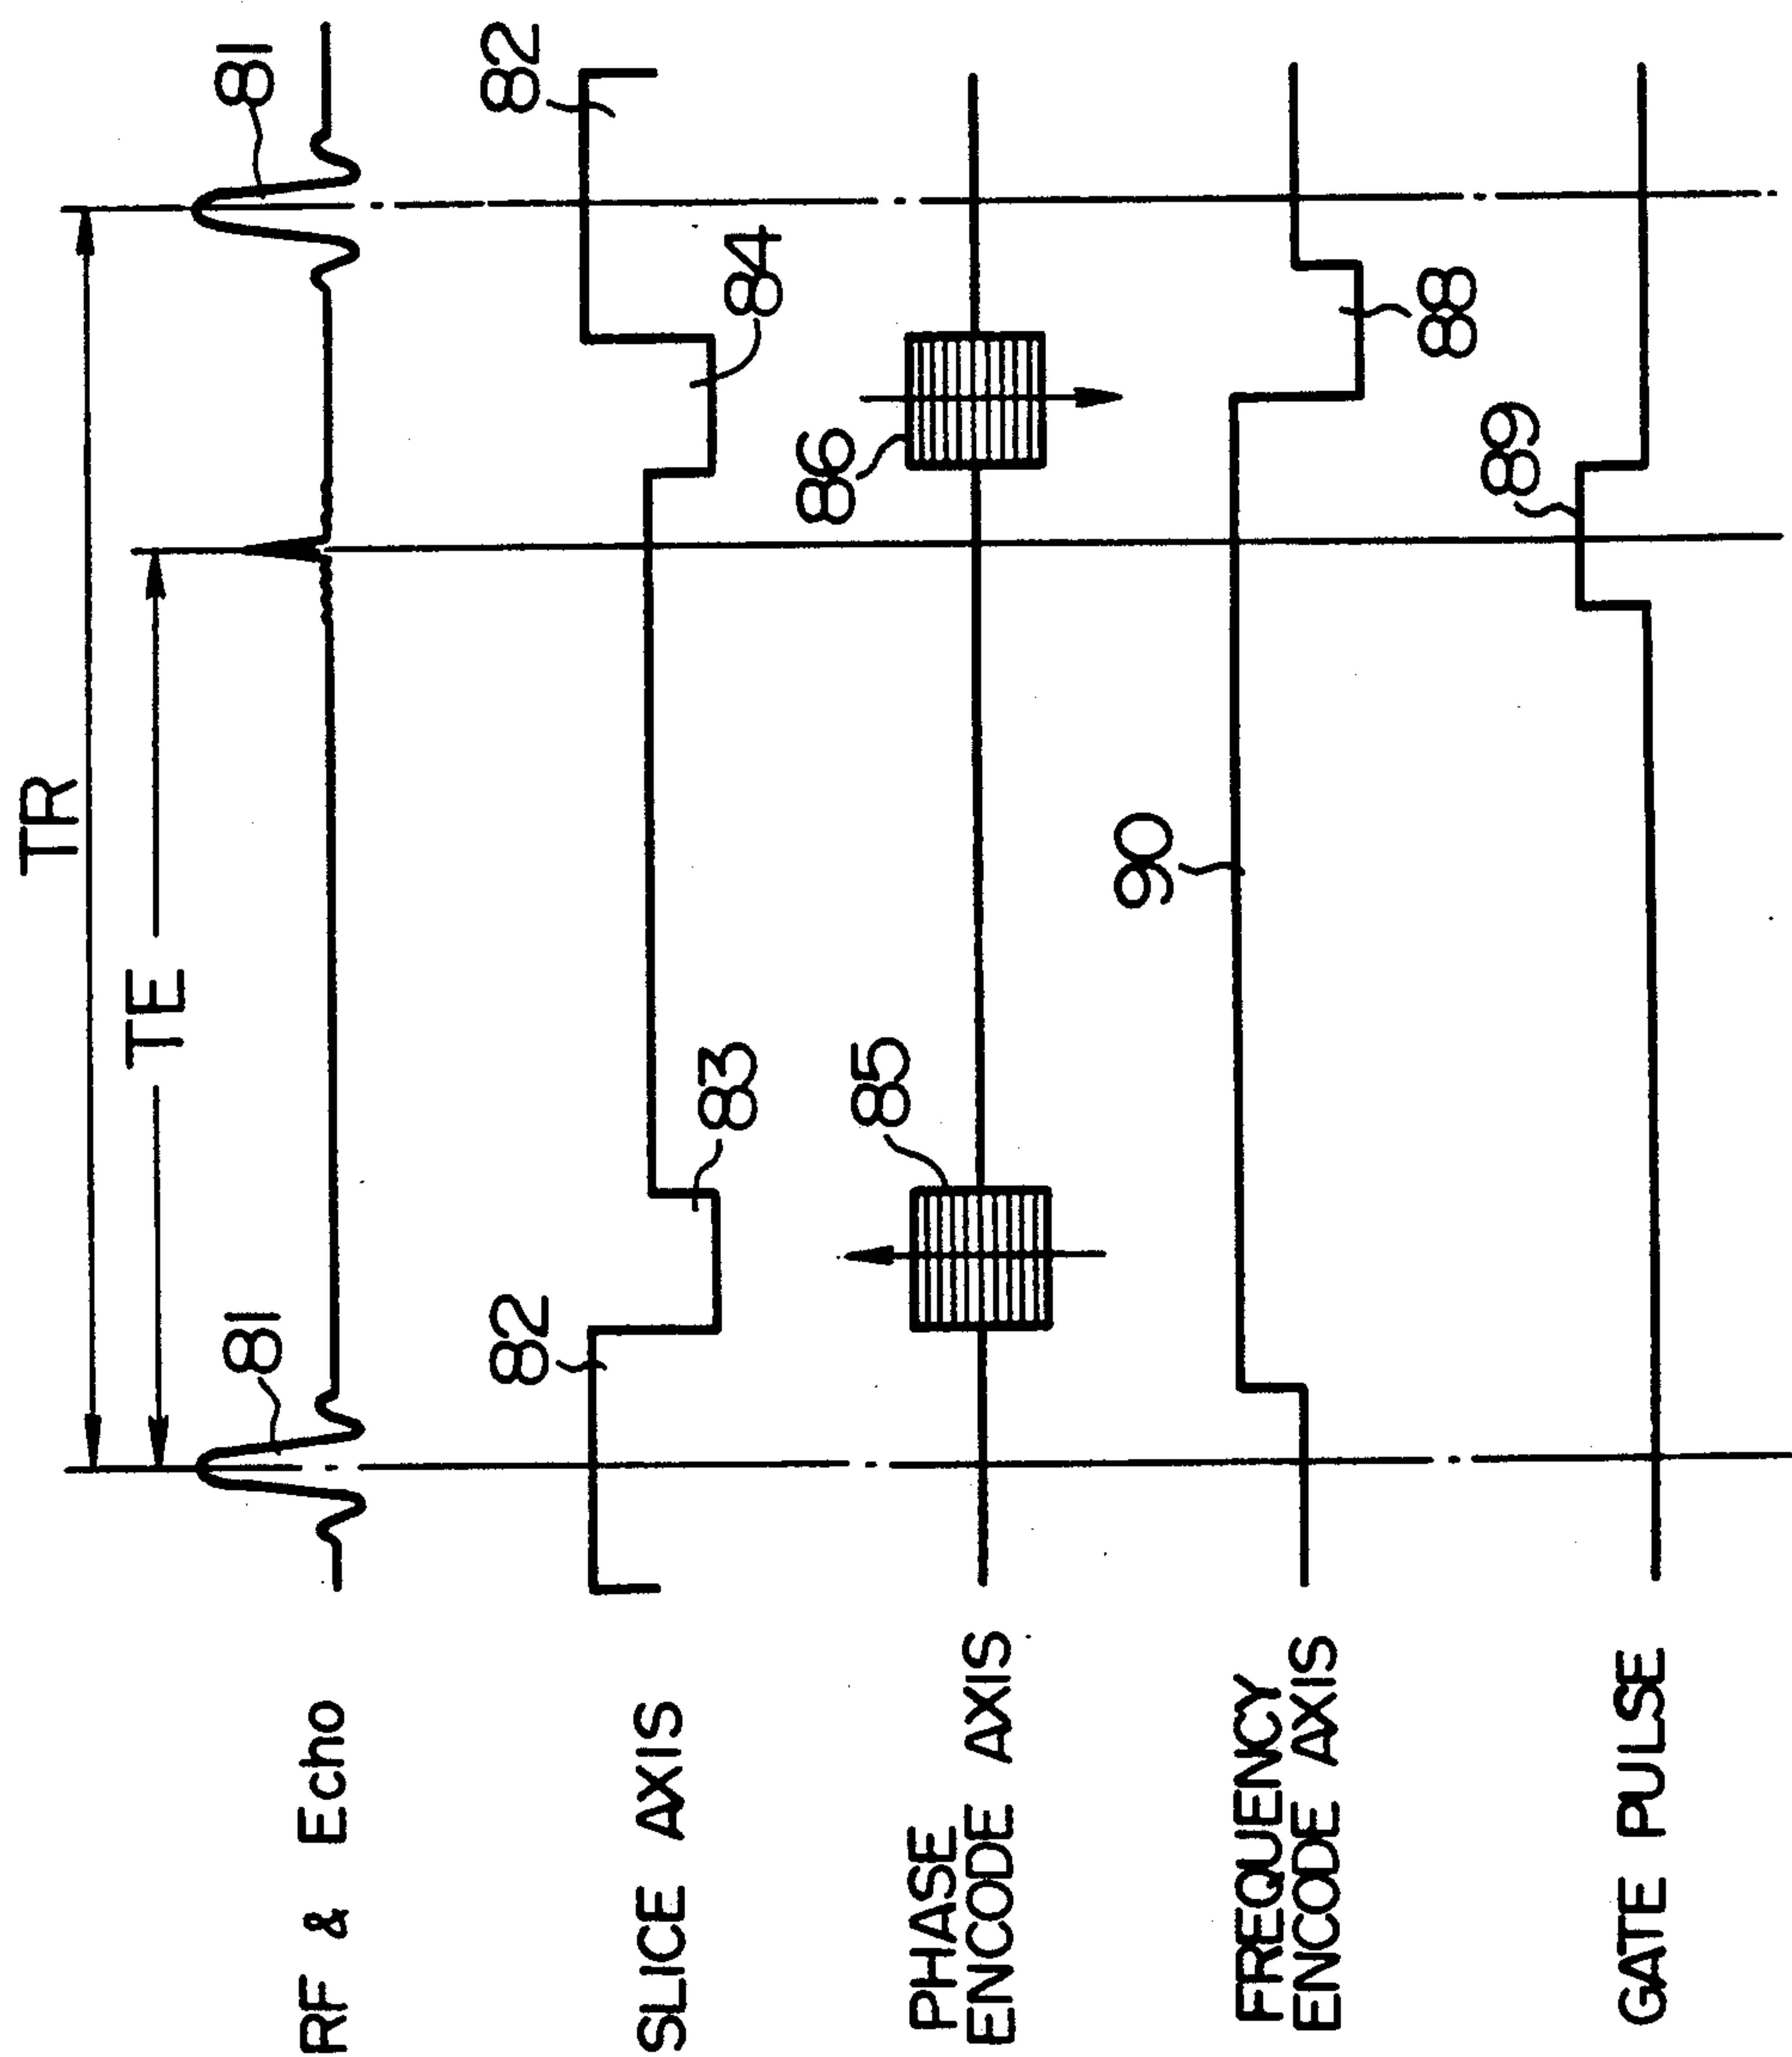 TR
TE
RF & Echo
81
81
SLICE AXIS
82
83
84
82
PHASE
ENCODE AXIS
85
86
FREQUENCY
ENCODE AXIS
90
88
GATE PULSE
89